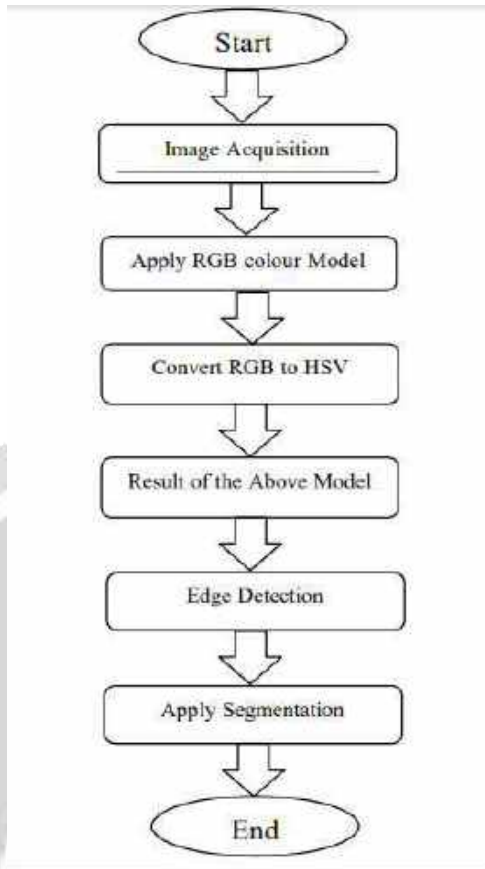 Start
Image Acquisition
Apply RGB colour Model
Convert RGB to HSV
Result of the Above Model
Edge Detection
Apply Segmentation
End